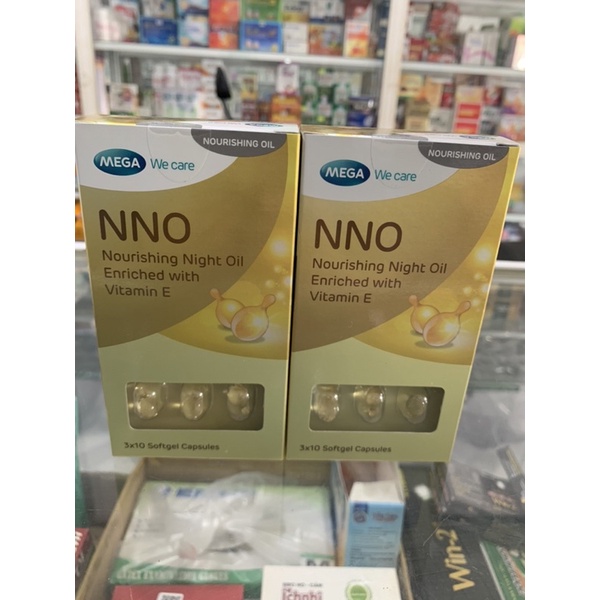 NOURISHING OIL
MEGA We care
NNO
Nourishing Night Oil
Enriched with
Vitamin E
3x10 Softgel Capsules
NOURISHING OIL
MEGA We care
NNO
Nourishing Night Oil
Enriched with
Vitamin E
3x10 Softgel Capsules
Win-2
Ichnhi